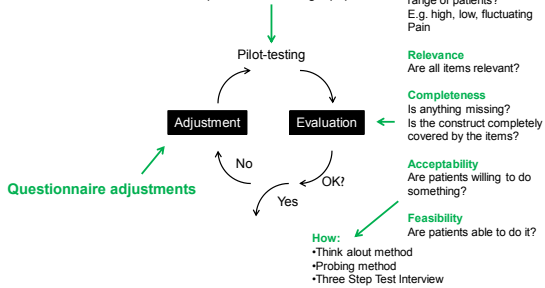 range of patients?
E.g. high, low, fluctuating
Pain
Pilot-testing
Relevance
Are all items relevant?
Completeness
Is anything missing?
Is the construct completely
covered by the items?
Adjustment
Evaluation
No
OK?
Yes
Acceptability
Are patients willing to do
something?
Questionnaire adjustments
Feasibility
Are patients able to do it?
How:
•Think alout method
•Probing method
•Three Step Test Interview